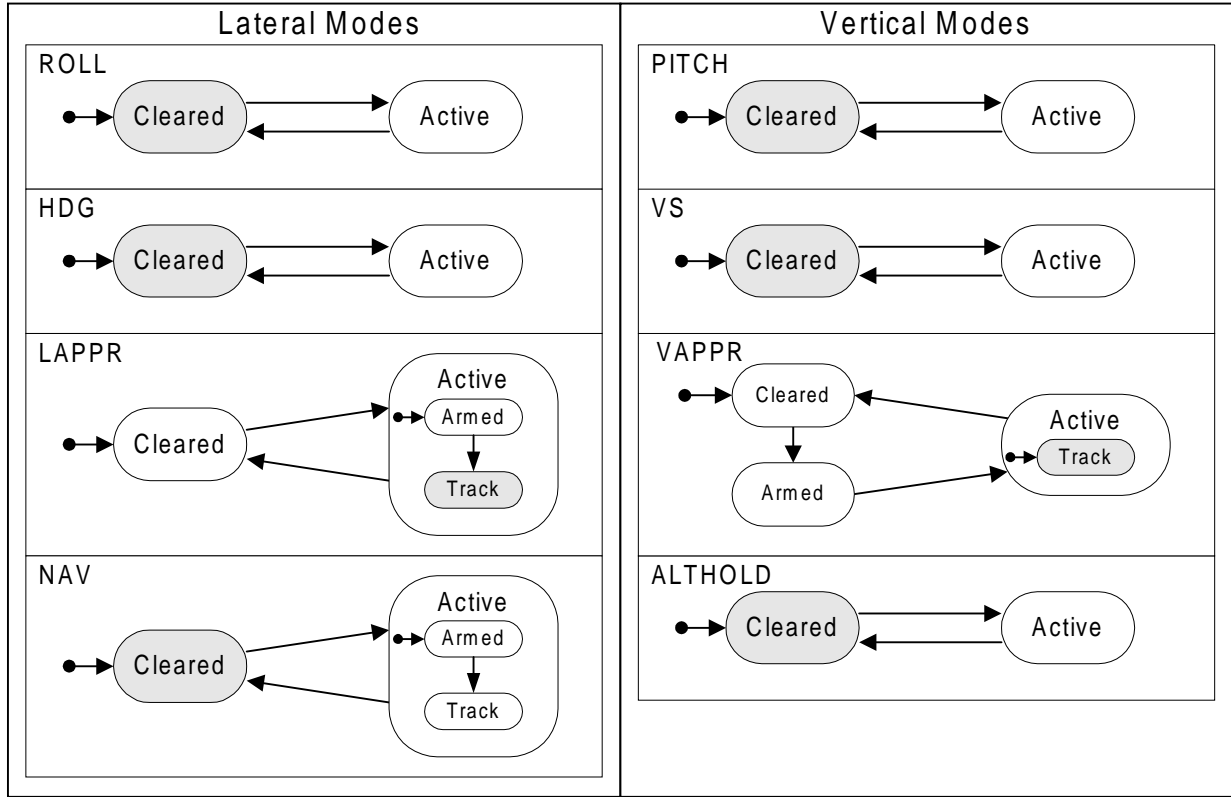 Lateral Modes
ROLL
Cleared
Active
HDG
Cleared
Active
LAPPR
Active
Armed
Cleared
Track
NAV
Active
Armed
Cleared
Track
Vertical Modes
PITCH
Cleared
Active
VS
Cleared
Active
VAPPR
Cleared
Active
Track
Armed
ALTHOLD
Cleared
Active